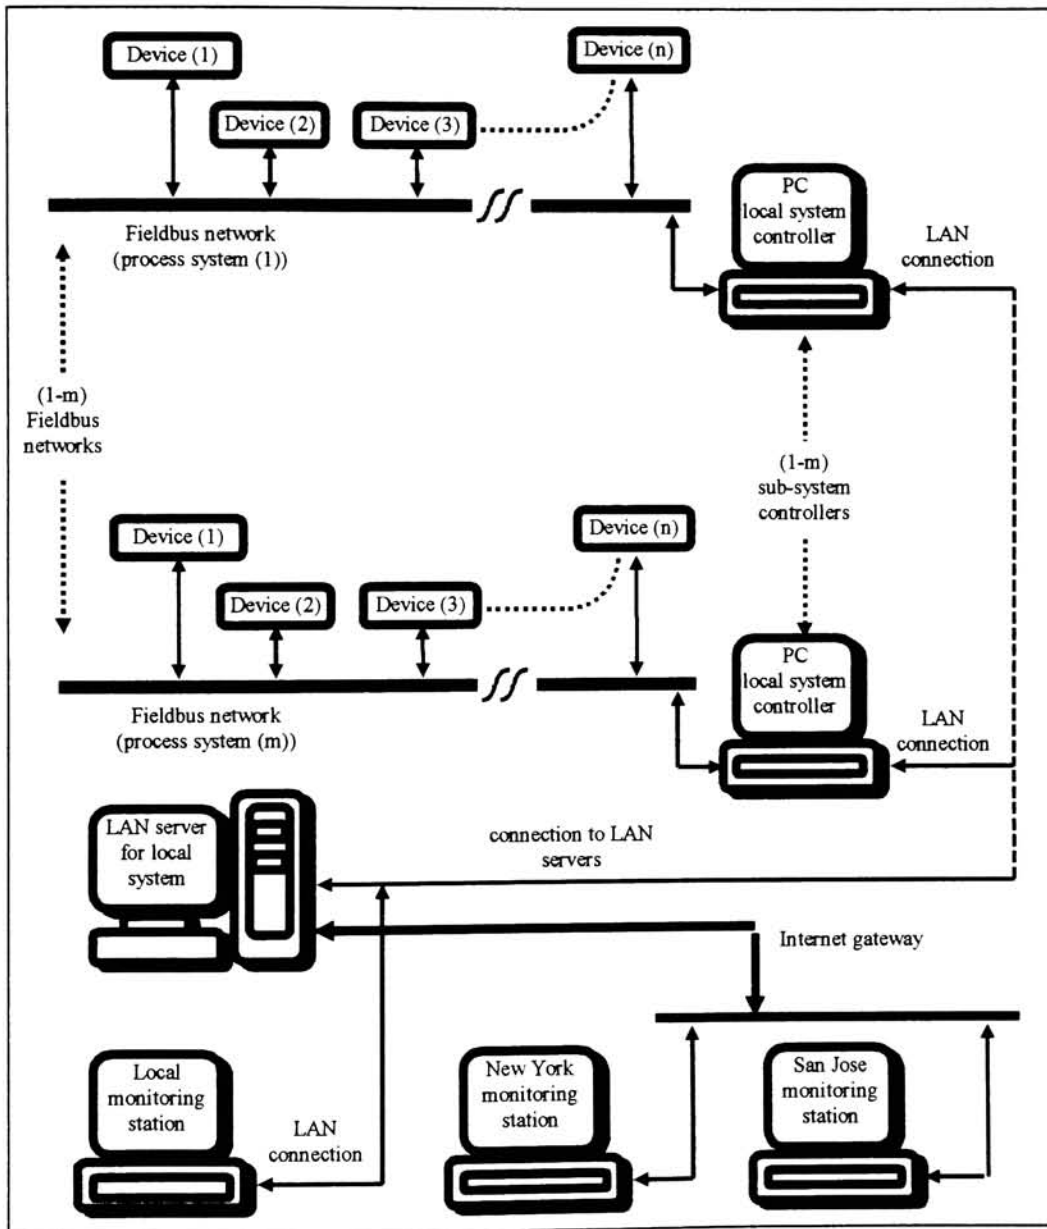 Device (1)
Device (n)
Device (2)
Device (3)
PC
local system
controller
LAN
connection
Fieldbus network
(process system (1))
(1-m)
Fieldbus
networks
(1-m)
sub-system
controllers
Device (1)
Device (n)
Device (2)
Device (3)
PC
local system
controller
LAN
connection
Fieldbus network
(process system (m))
LAN server
for local
system
connection to LAN
servers
Internet gateway
Local
monitoring
station
LAN
connection
New York
monitoring
station
San Jose
monitoring
station